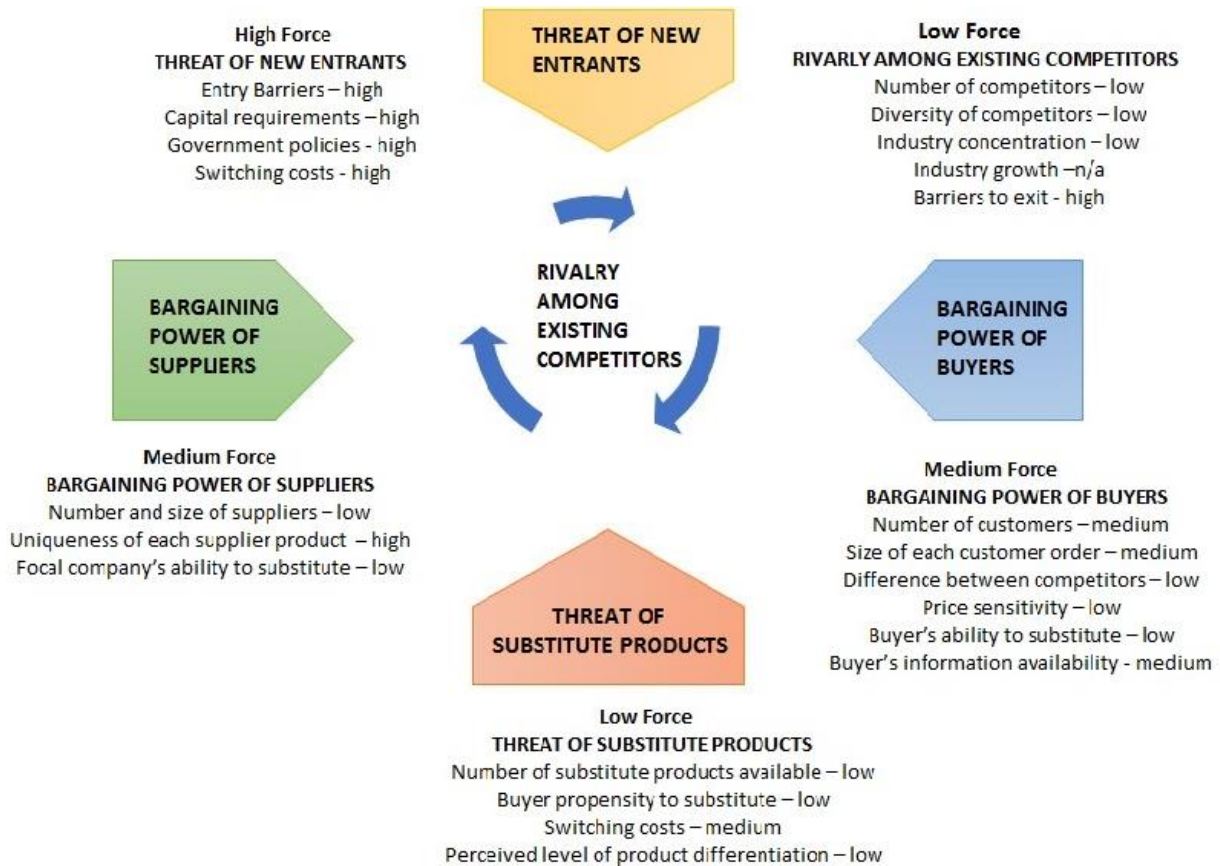 High Force
THREAT OF NEW ENTRANTS
Entry Barriers – high
Capital requirements – high
Government policies - high
Switching costs - high
THREAT OF NEW
ENTRANTS
Low Force
RIVARLY AMONG EXISTING COMPETITORS
Number of competitors – low
Diversity of competitors – low
Industry concentration – low
Industry growth –n/a
Barriers to exit - high
BARGAINING
POWER OF
SUPPLIERS
RIVALRY
AMONG
EXISTING
COMPETITORS
BARGAINING
POWER OF
BUYERS
Medium Force
BARGAINING POWER OF SUPPLIERS
Number and size of suppliers – low
Uniqueness of each supplier product – high
Focal company’s ability to substitute – low
THREAT OF
SUBSTITUTE PRODUCTS
Medium Force
BARGAINING POWER OF BUYERS
Number of customers – medium
Size of each customer order – medium
Difference between competitors – low
Price sensitivity – low
Buyer’s ability to substitute – low
Buyer’s information availability - medium
Low Force
THREAT OF SUBSTITUTE PRODUCTS
Number of substitute products available – low
Buyer propensity to substitute – low
Switching costs – medium
Perceived level of product differentiation – low